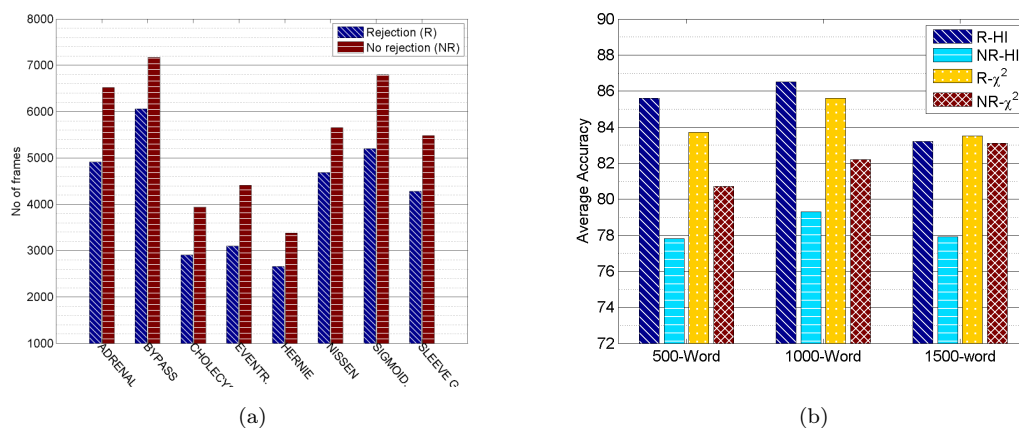 8000
7000
6000
5000
4000
3000
2000
1000
No of frames
Rejection (R)
No rejection (NR)
ADRENAL
BYPASS
CHOLECYS
EVENTR.
HERNIE
NISSEN
SIGMOID.
SLEEVE G
(a)
90
88
86
84
82
80
78
76
74
72
Average Accuracy
R-HI
NR-HI
R-χ²
NR-χ²
500-Word
1000-Word
1500-word
(b)